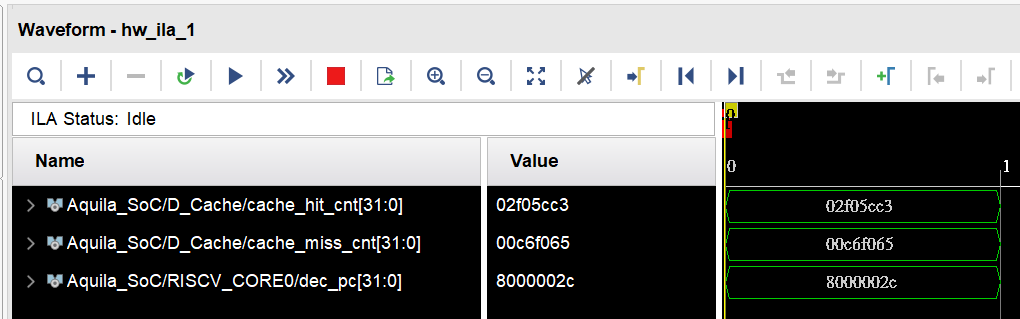 Waveform - hw_ila_1
ILA Status: Idle
Name Value
0
0 1
Aquila_SoC/D_Cache/cache_hit_cnt[31:0] 02f05cc3 02f05cc3
Aquila_SoC/D_Cache/cache_miss_cnt[31:0] 00c6f065 00c6f065
Aquila_SoC/RISCV_CORE0/dec_pc[31:0] 8000002c 8000002c